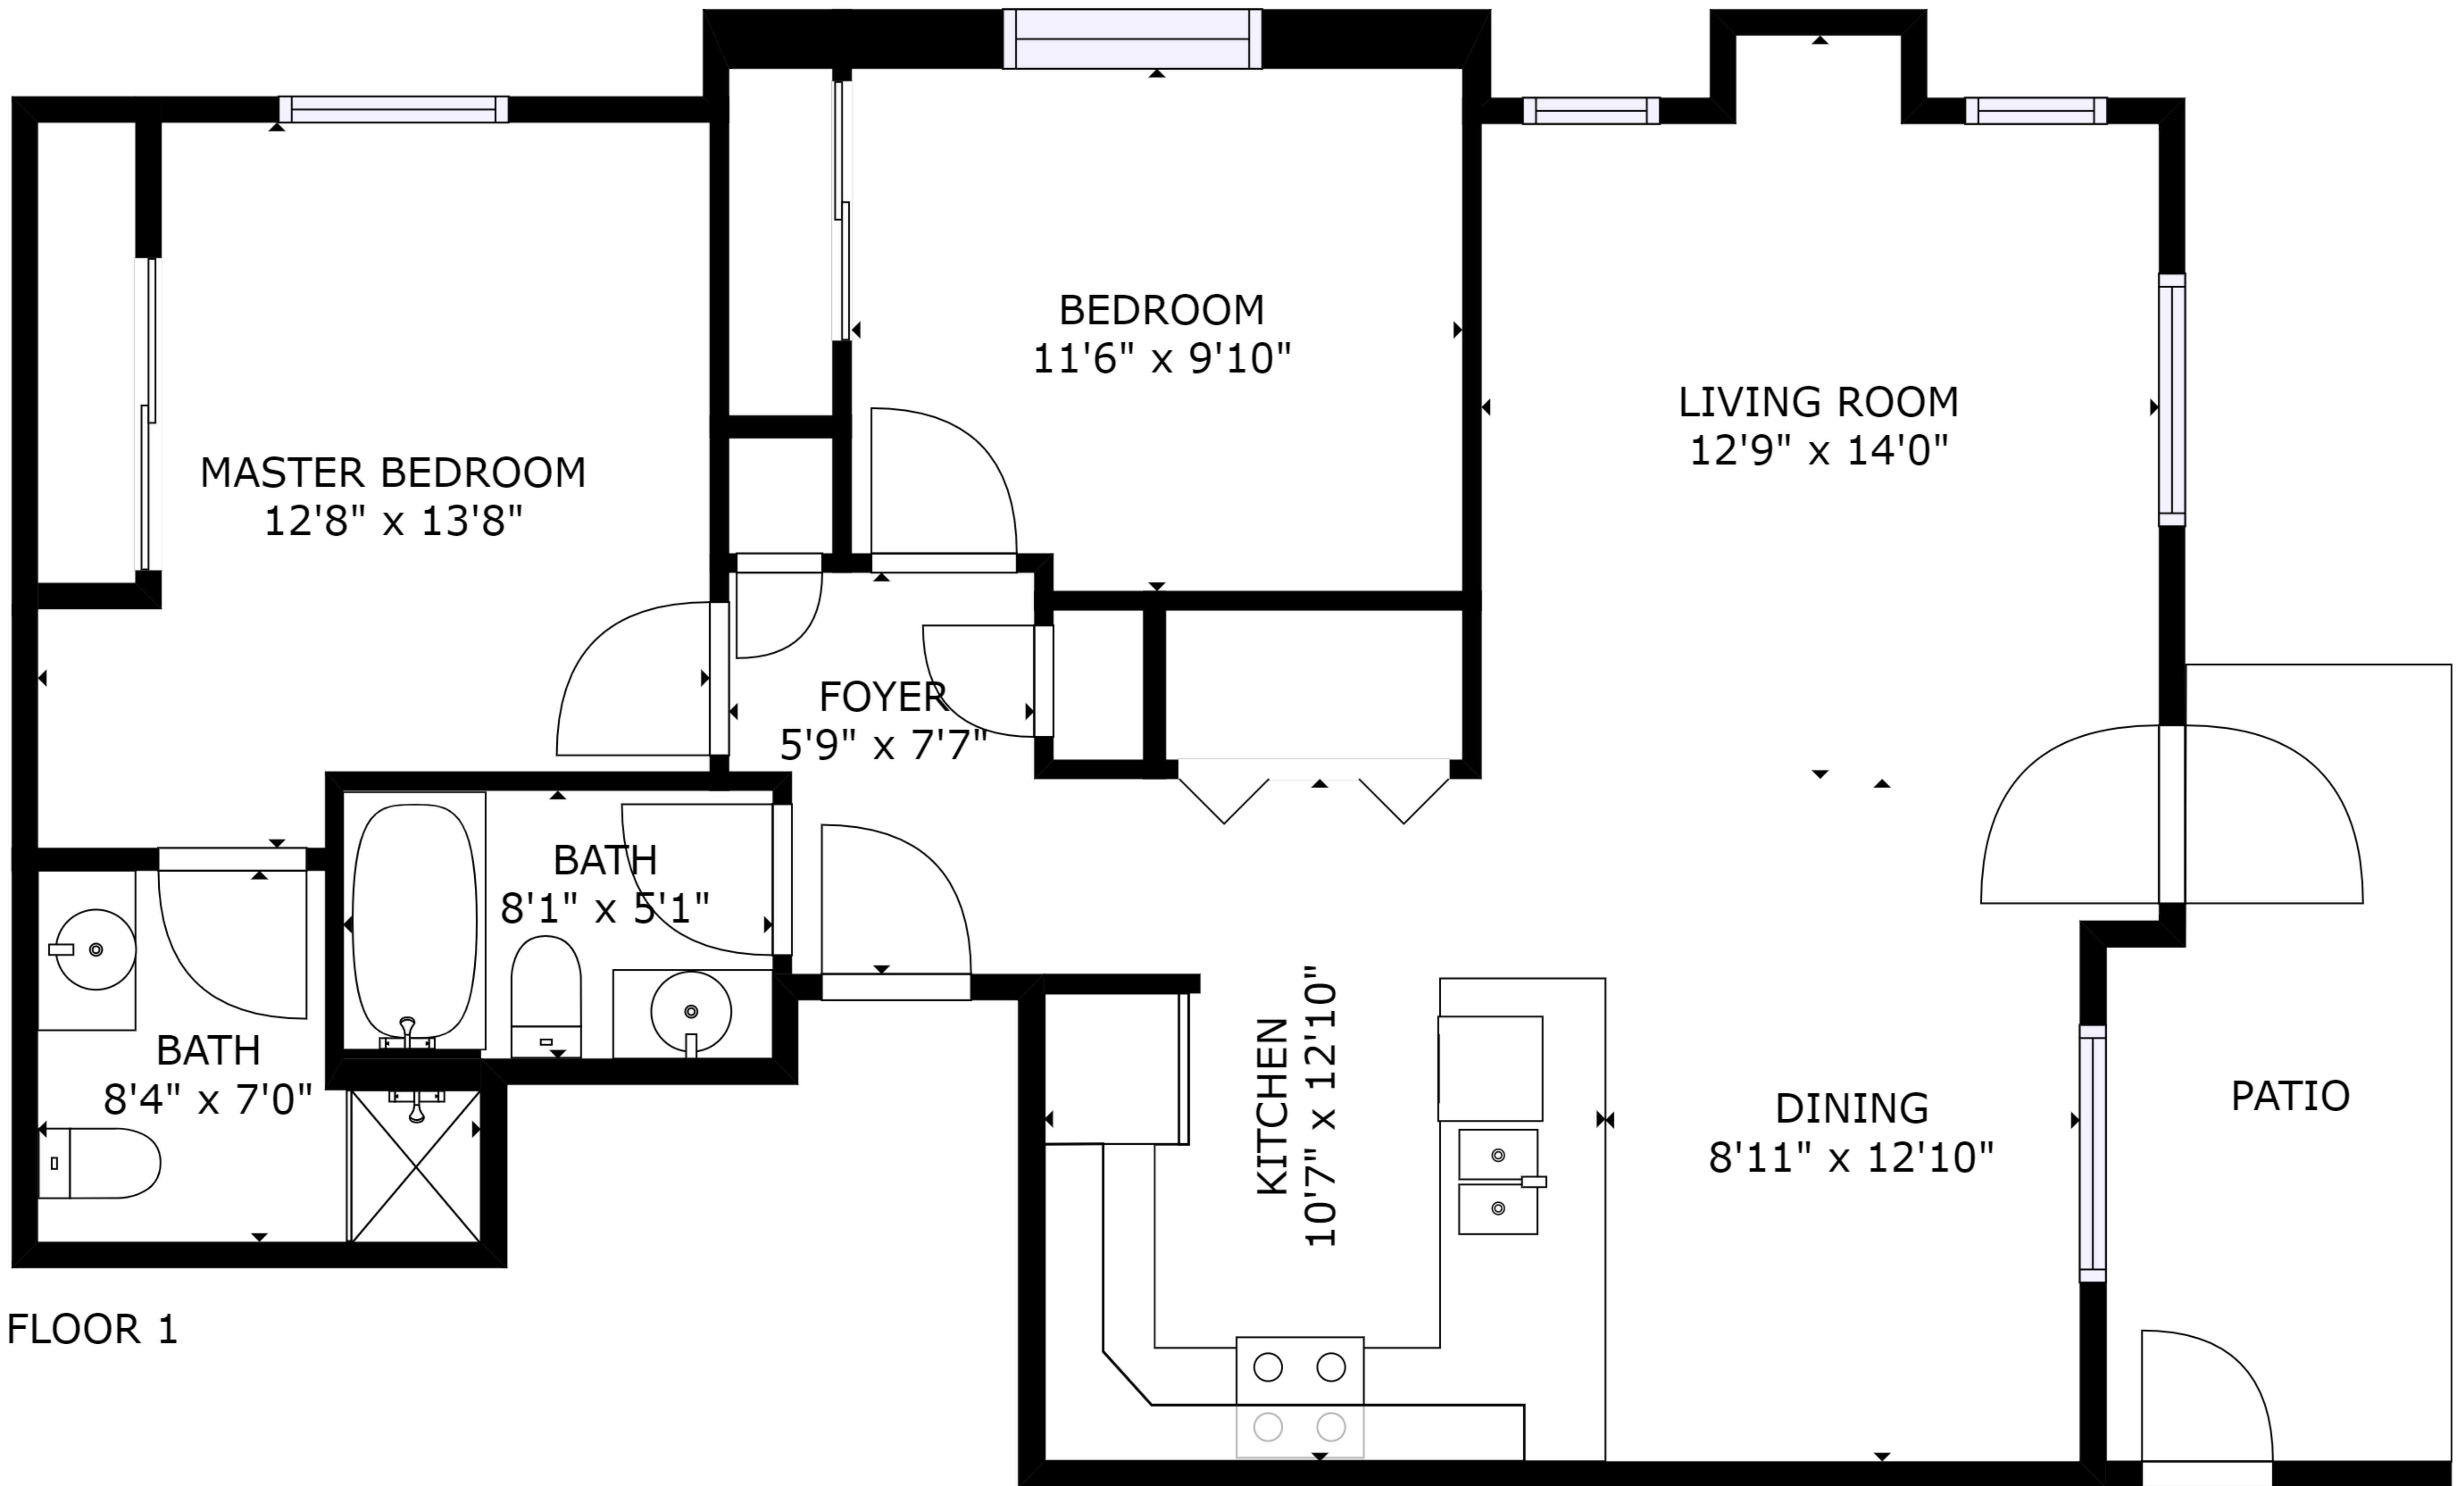 BEDROOM
11'6" x 9'10"
LIVING ROOM
12'9" x 14'0"
MASTER BEDROOM
12'8" x 13'8"
FOYER
5'9" x 7'7"
BATH
8'1" x 5'1"
BATH
8'4" x 7'0"
KITCHEN
10'7" x 12'10"
DINING
8'11" x 12'10"
PATIO
FLOOR 1